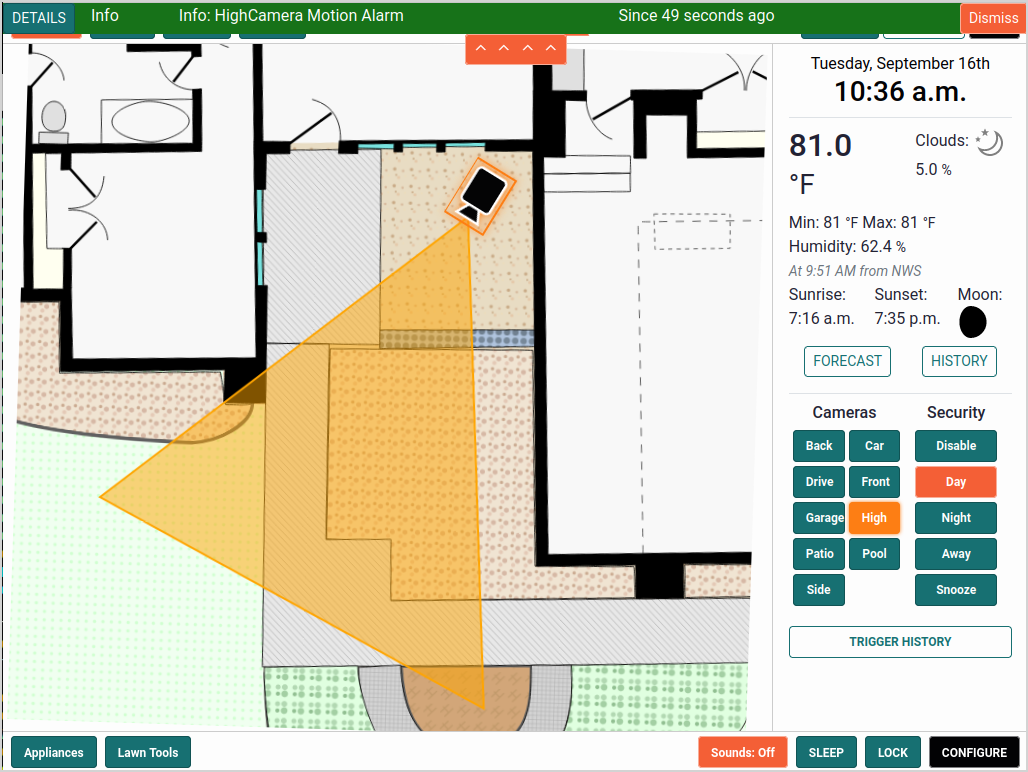 DETAILS Info Info: HighCamera Motion Alarm Since 49 seconds ago Dismiss
Tuesday, September 16th
10:36 a.m.
81.0 °F
Clouds:
5.0 %
Min: 81 °F Max: 81 °F
Humidity: 62.4 %
At 9:51 AM from NWS
Sunrise: Sunset: Moon:
7:16 a.m. 7:35 p.m.
FORECAST HISTORY
Cameras Security
Back Car Disable
Drive Front Day
Garage High Night
Patio Pool Away
Side Snooze
TRIGGER HISTORY
Appliances Lawn Tools Sounds: Off SLEEP LOCK CONFIGURE